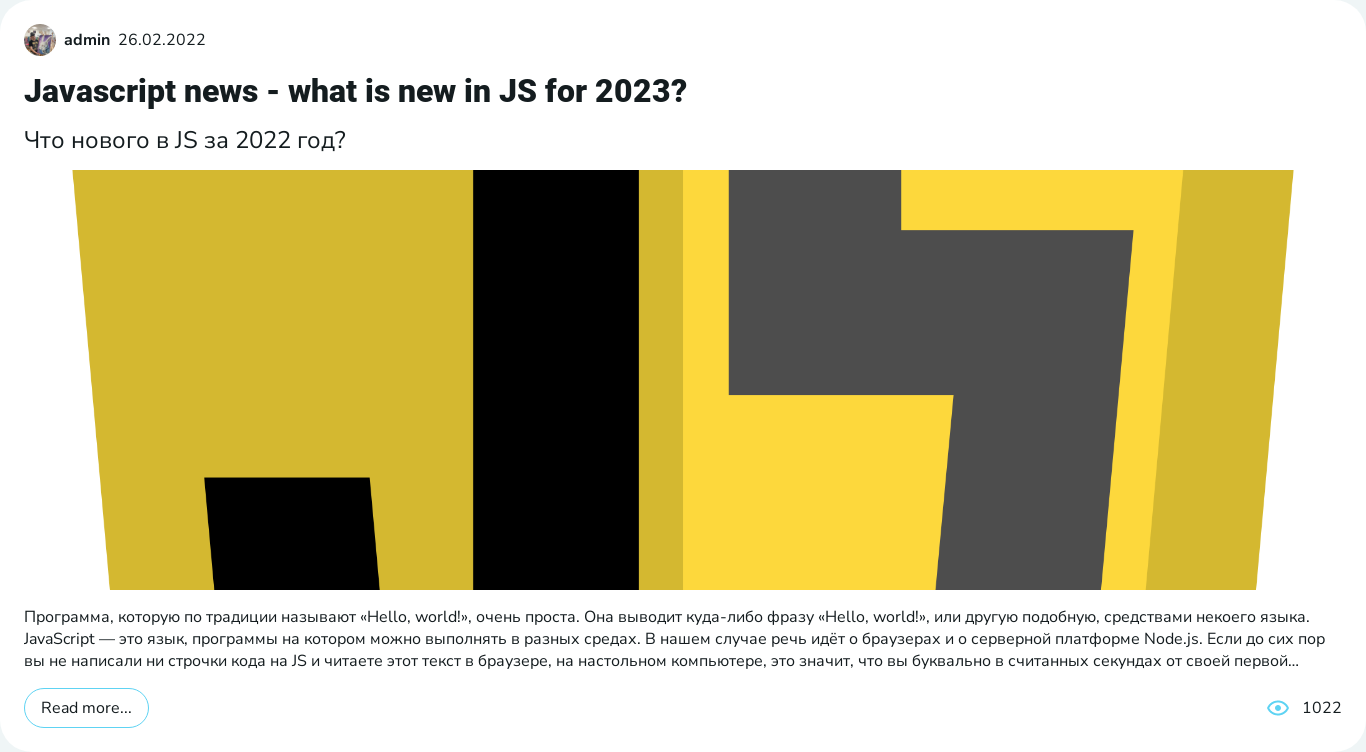 admin 26.02.2022
Javascript news - what is new in JS for 2023?
Что нового в JS за 2022 год?
Программа, которую по традиции называют «Hello, world!», очень проста. Она выводит куда-либо фразу «Hello, world!», или другую подобную, средствами некоего языка.
JavaScript — это язык, программы на котором можно выполнять в разных средах. В нашем случае речь идёт о браузерах и о серверной платформе Node.js. Если до сих пор
вы не написали ни строчки кода на JS и читаете этот текст в браузере, на настольном компьютере, это значит, что вы буквально в считанных секундах от своей первой…
Read more... 1022